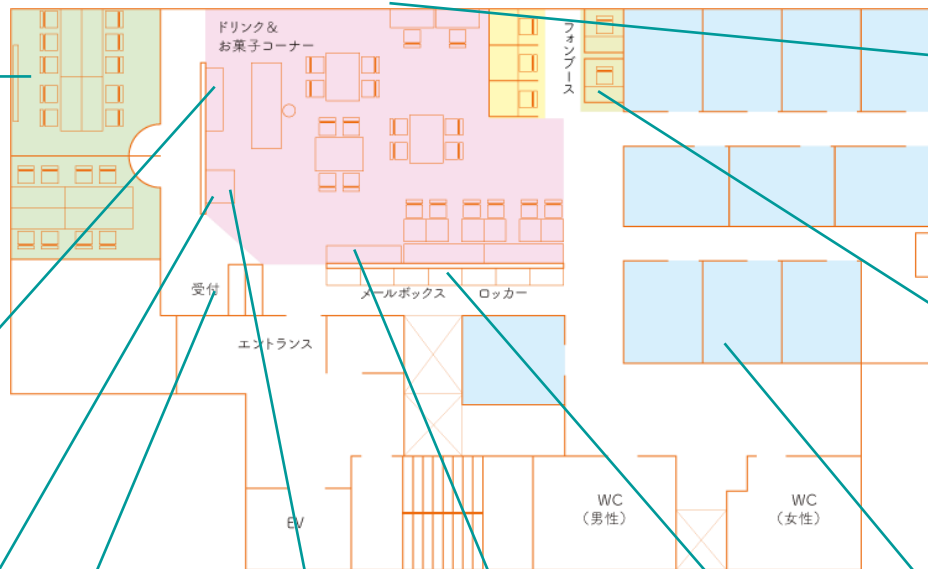 ドリンク&
お菓子コーナー
フォンブース
受付
メールボックス
ロッカー
エントランス
EV
WC
(男性)
WC
(女性)